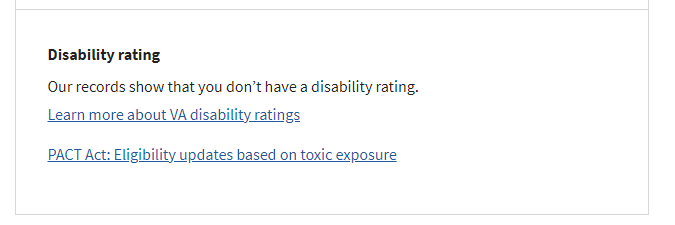 Disability rating
Our records show that you don’t have a disability rating.
Learn more about VA disability ratings
PACT Act: Eligibility updates based on toxic exposure